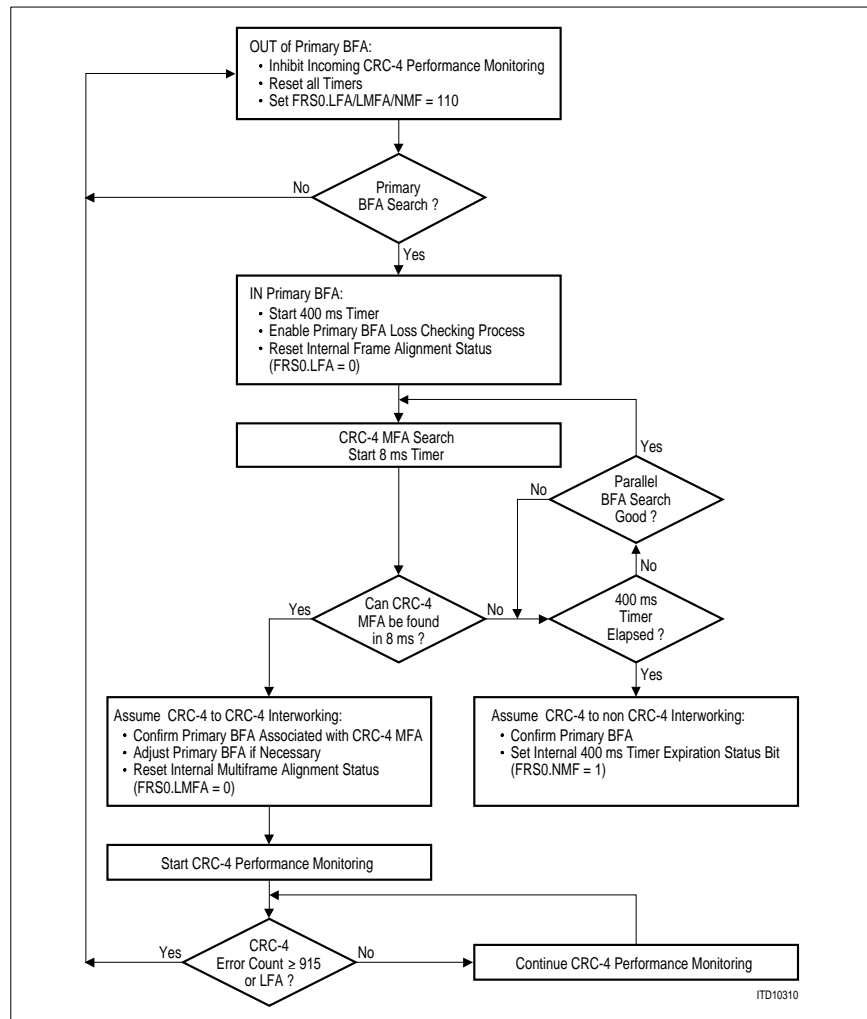 OUT of Primary BFA:
• Inhibit Incoming CRC-4 Performance Monitoring
• Reset all Timers
• Set FRS0.LFA/LMFA/NMF = 110
No
Primary
BFA Search ?
Yes
IN Primary BFA:
• Start 400 ms Timer
• Enable Primary BFA Loss Checking Process
• Reset Internal Frame Alignment Status
(FRS0.LFA = 0)
CRC-4 MFA Search
Start 8 ms Timer
Yes
No
Parallel
BFA Search
Good ?
No
Yes
Can CRC-4
MFA be found
in 8 ms ?
No
400 ms
Timer
Elapsed ?
Yes
Assume CRC-4 to CRC-4 Interworking:
• Confirm Primary BFA Associated with CRC-4 MFA
• Adjust Primary BFA if Necessary
• Reset Internal Multiframe Alignment Status
(FRS0.LMFA = 0)
Assume CRC-4 to non CRC-4 Interworking:
• Confirm Primary BFA
• Set Internal 400 ms Timer Expiration Status Bit
(FRS0.NMF = 1)
Start CRC-4 Performance Monitoring
Yes
CRC-4
Error Count ≥ 915
or LFA ?
No
Continue CRC-4 Performance Monitoring
ITD10310